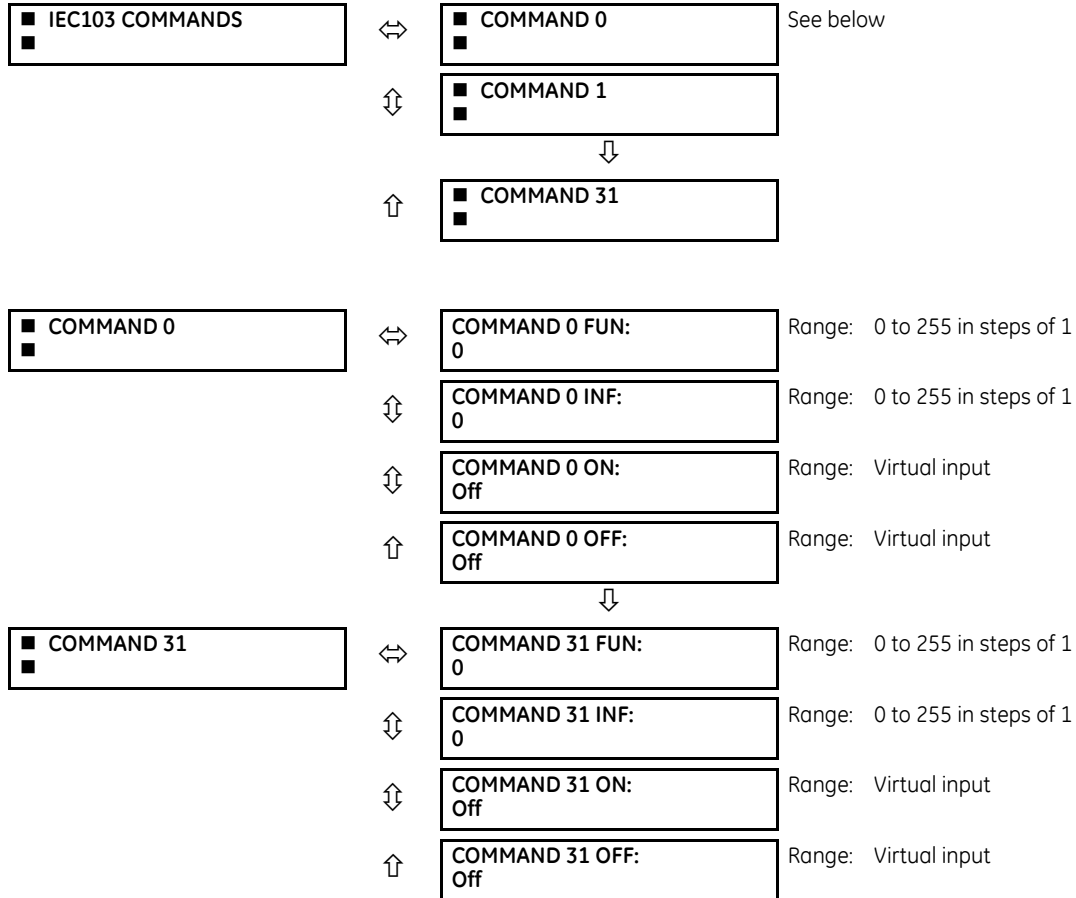 IEC103 COMMANDS
COMMAND 0
See below
COMMAND 1
COMMAND 31
COMMAND 0
COMMAND 0 FUN:
0
Range: 0 to 255 in steps of 1
COMMAND 0 INF:
0
Range: 0 to 255 in steps of 1
COMMAND 0 ON:
Off
Range: Virtual input
COMMAND 0 OFF:
Off
Range: Virtual input
COMMAND 31
COMMAND 31 FUN:
0
Range: 0 to 255 in steps of 1
COMMAND 31 INF:
0
Range: 0 to 255 in steps of 1
COMMAND 31 ON:
Off
Range: Virtual input
COMMAND 31 OFF:
Off
Range: Virtual input